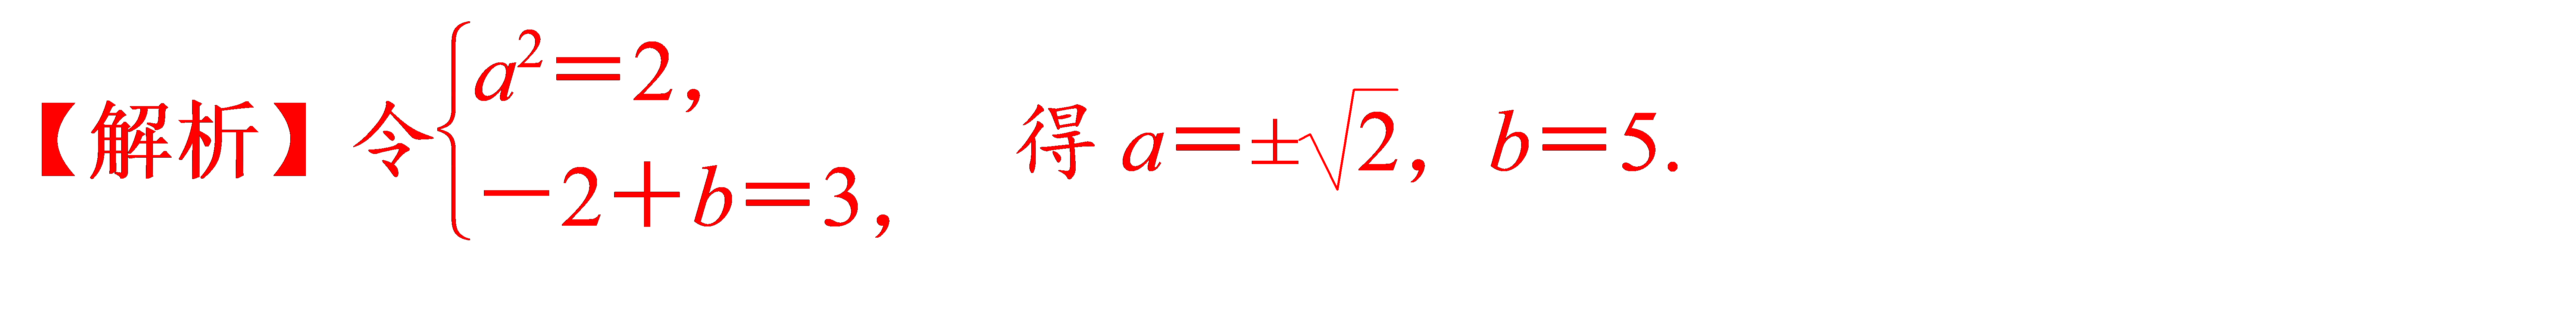 【解析】令{a²=2, -2+b=3, 得 a=±√2, b=5.